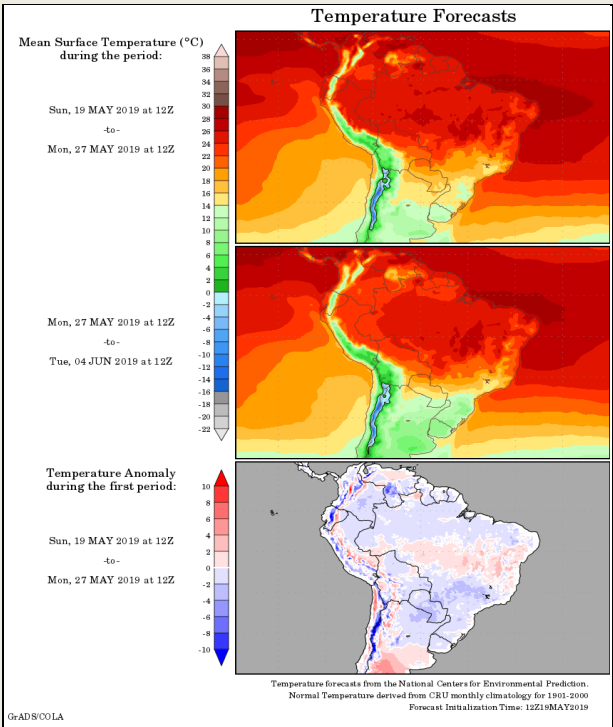 Temperature Forecasts
Mean Surface Temperature (°C)
during the period:
Sun, 19 MAY 2019 at 12Z
-to-
Mon, 27 MAY 2019 at 12Z
38
36
34
32
30
28
26
24
22
20
18
16
14
12
10
8
6
4
2
0
-2
-4
-6
-8
-10
-12
-14
-16
-18
-20
-22
Mon, 27 MAY 2019 at 12Z
-to-
Tue, 04 JUN 2019 at 12Z
Temperature Anomaly
during the first period:
Sun, 19 MAY 2019 at 12Z
-to-
Mon, 27 MAY 2019 at 12Z
10
8
6
4
2
0
-2
-4
-6
-8
-10
Temperature forecasts from the National Centers for Environmental Prediction.
Normal Temperature derived from CRU monthly climatology for 1901-2000
Forecast Initialization Time: 12Z19MAY2019
GrADS/COLA